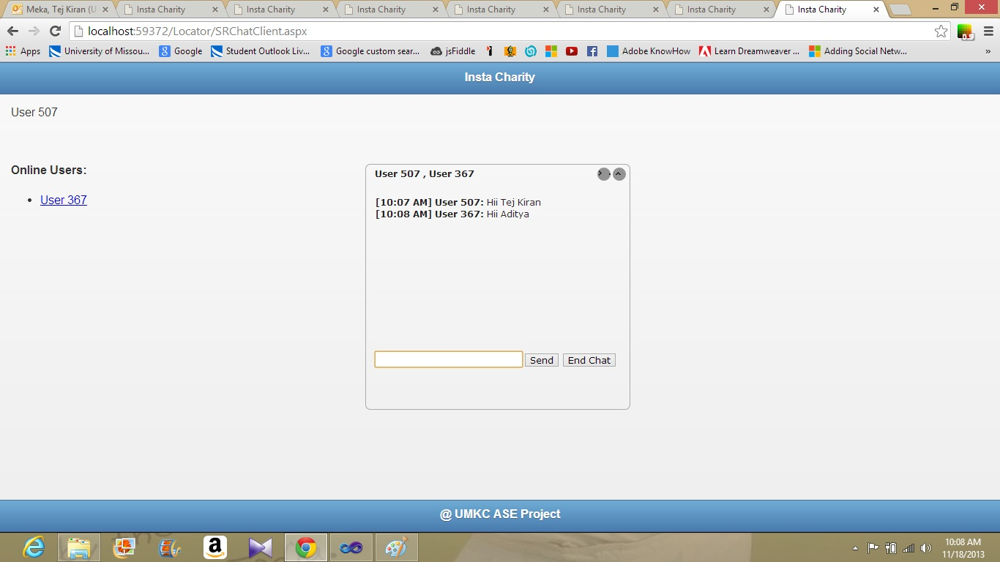 Meka, Tej Kiran (U
Insta Charity
Insta Charity
Insta Charity
Insta Charity
Insta Charity
Insta Charity
Insta Charity
localhost:59372/Locator/SRChatClient.aspx
Apps
University of Missou...
Google
Student Outlook Liv...
Google custom sear...
jsFiddle
Adobe KnowHow
Learn Dreamweaver ...
Adding Social Netw...
»
Insta Charity
User 507
Online Users:
• User 367
User 507 , User 367
[10:07 AM] User 507: Hii Tej Kiran
[10:08 AM] User 367: Hii Aditya
Send
End Chat
@ UMKC ASE Project
10:08 AM
11/18/2013